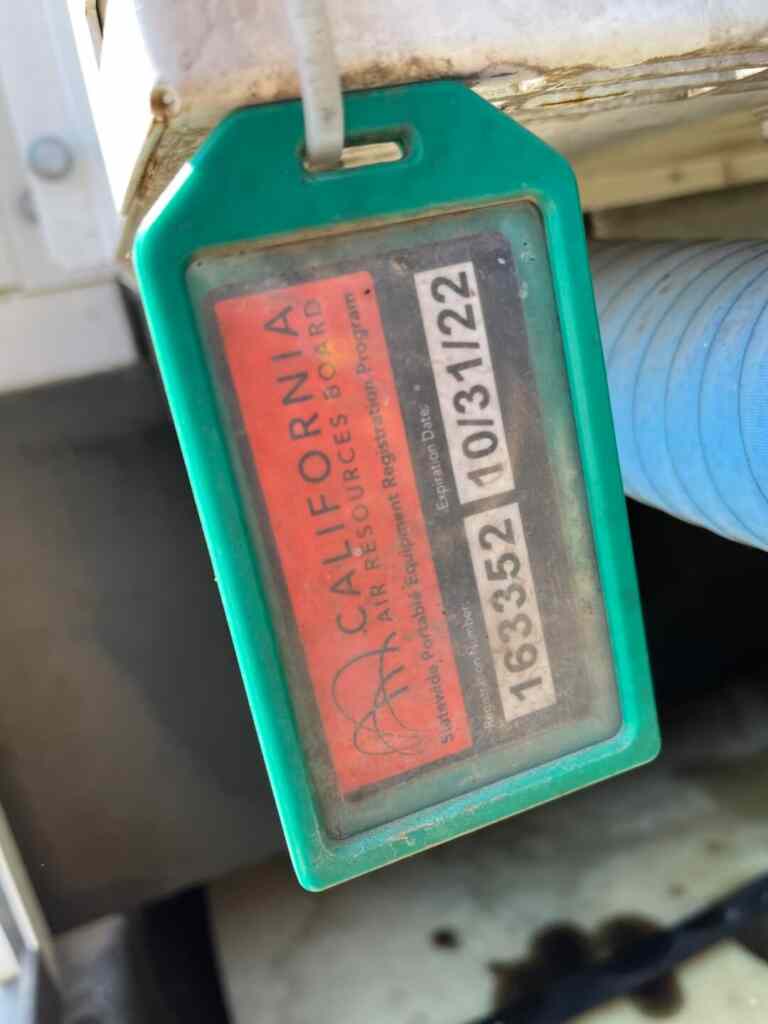 CALIFORNIA
AIR RESOURCES BOARD
Statewide Portable Equipment Registration Program
Registration Number: Expiration Date:
163352 10/31/22